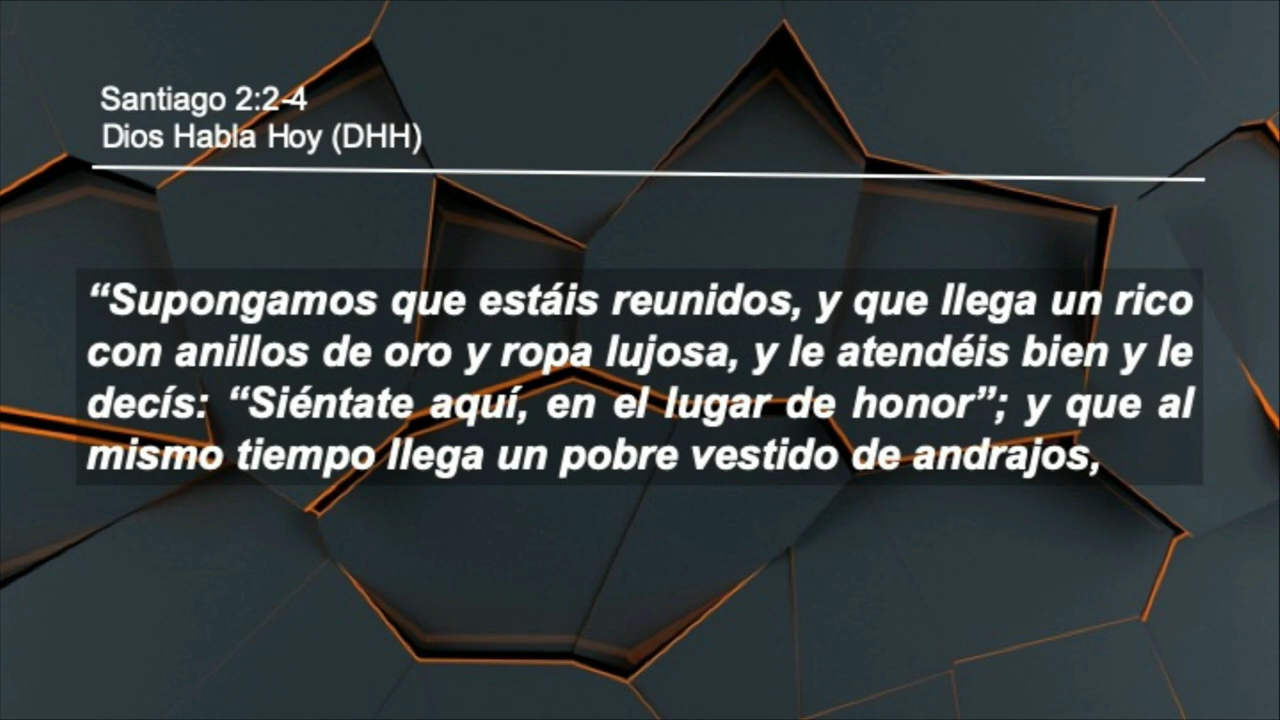 Santiago 2:2-4
Dios Habla Hoy (DHH)
“Supongamos que estáis reunidos, y que llega un rico
con anillos de oro y ropa lujosa, y le atendéis bien y le
decís: “Siéntate aquí, en el lugar de honor”; y que al
mismo tiempo llega un pobre vestido de andrajos,